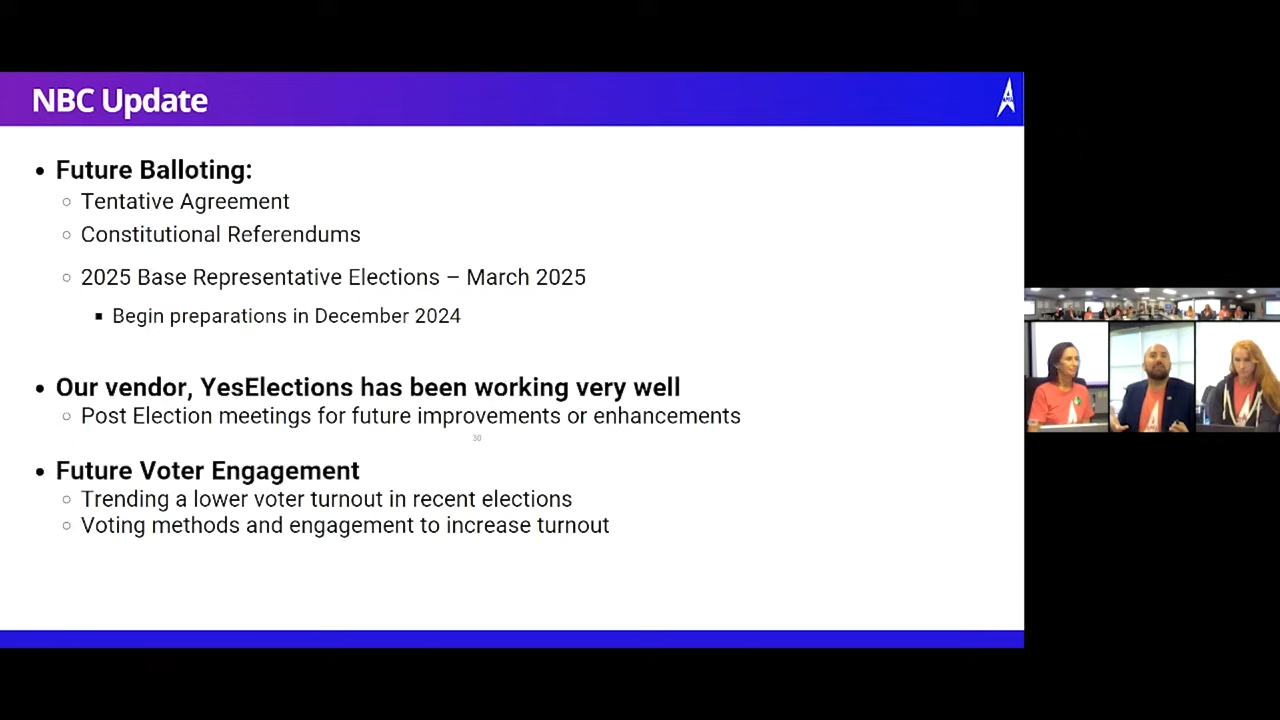 NBC Update
• Future Balloting:
○ Tentative Agreement
○ Constitutional Referendums
○ 2025 Base Representative Elections – March 2025
▪ Begin preparations in December 2024
• Our vendor, YesElections has been working very well
○ Post Election meetings for future improvements or enhancements
30
• Future Voter Engagement
○ Trending a lower voter turnout in recent elections
○ Voting methods and engagement to increase turnout